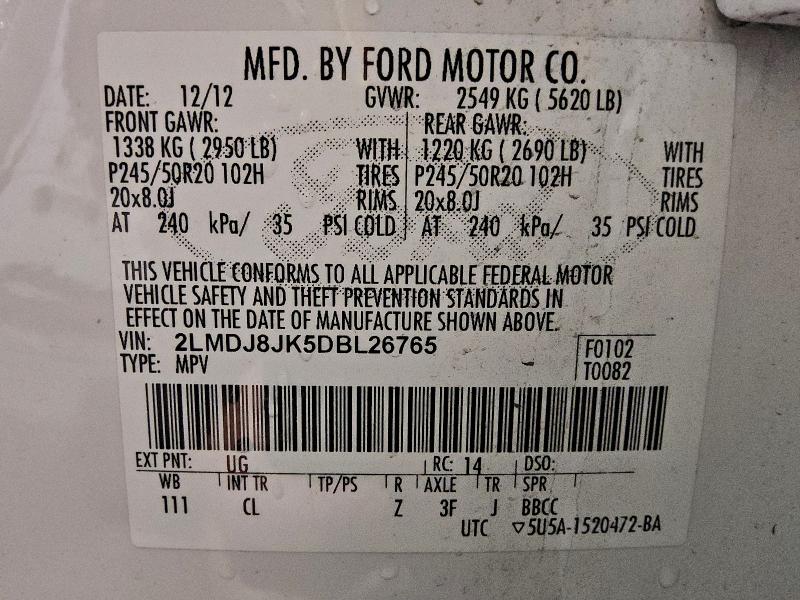 MFD. BY FORD MOTOR CO.
DATE: 12/12 GVWR: 2549 KG ( 5620 LB)
FRONT GAWR: REAR GAWR:
1338 KG ( 2950 LB) WITH 1220 KG ( 2690 LB) WITH
P245/50R20 102H TIRES P245/50R20 102H TIRES
20x8.0J RIMS 20x8.0J RIMS
AT 240 kPa/ 35 PSI COLD AT 240 kPa/ 35 PSI COLD
THIS VEHICLE CONFORMS TO ALL APPLICABLE FEDERAL MOTOR
VEHICLE SAFETY AND THEFT PREVENTION STANDARDS IN
EFFECT ON THE DATE OF MANUFACTURE SHOWN ABOVE.
VIN: 2LMDJ8JK5DBL26765 F0102
TYPE: MPV T0082
EXT PNT: UG RC: 14 DSO:
WB INT TR TP/PS R AXLE TR SPR
111 CL Z 3F J BBCC
UTC ▽5U5A-1520472-BA